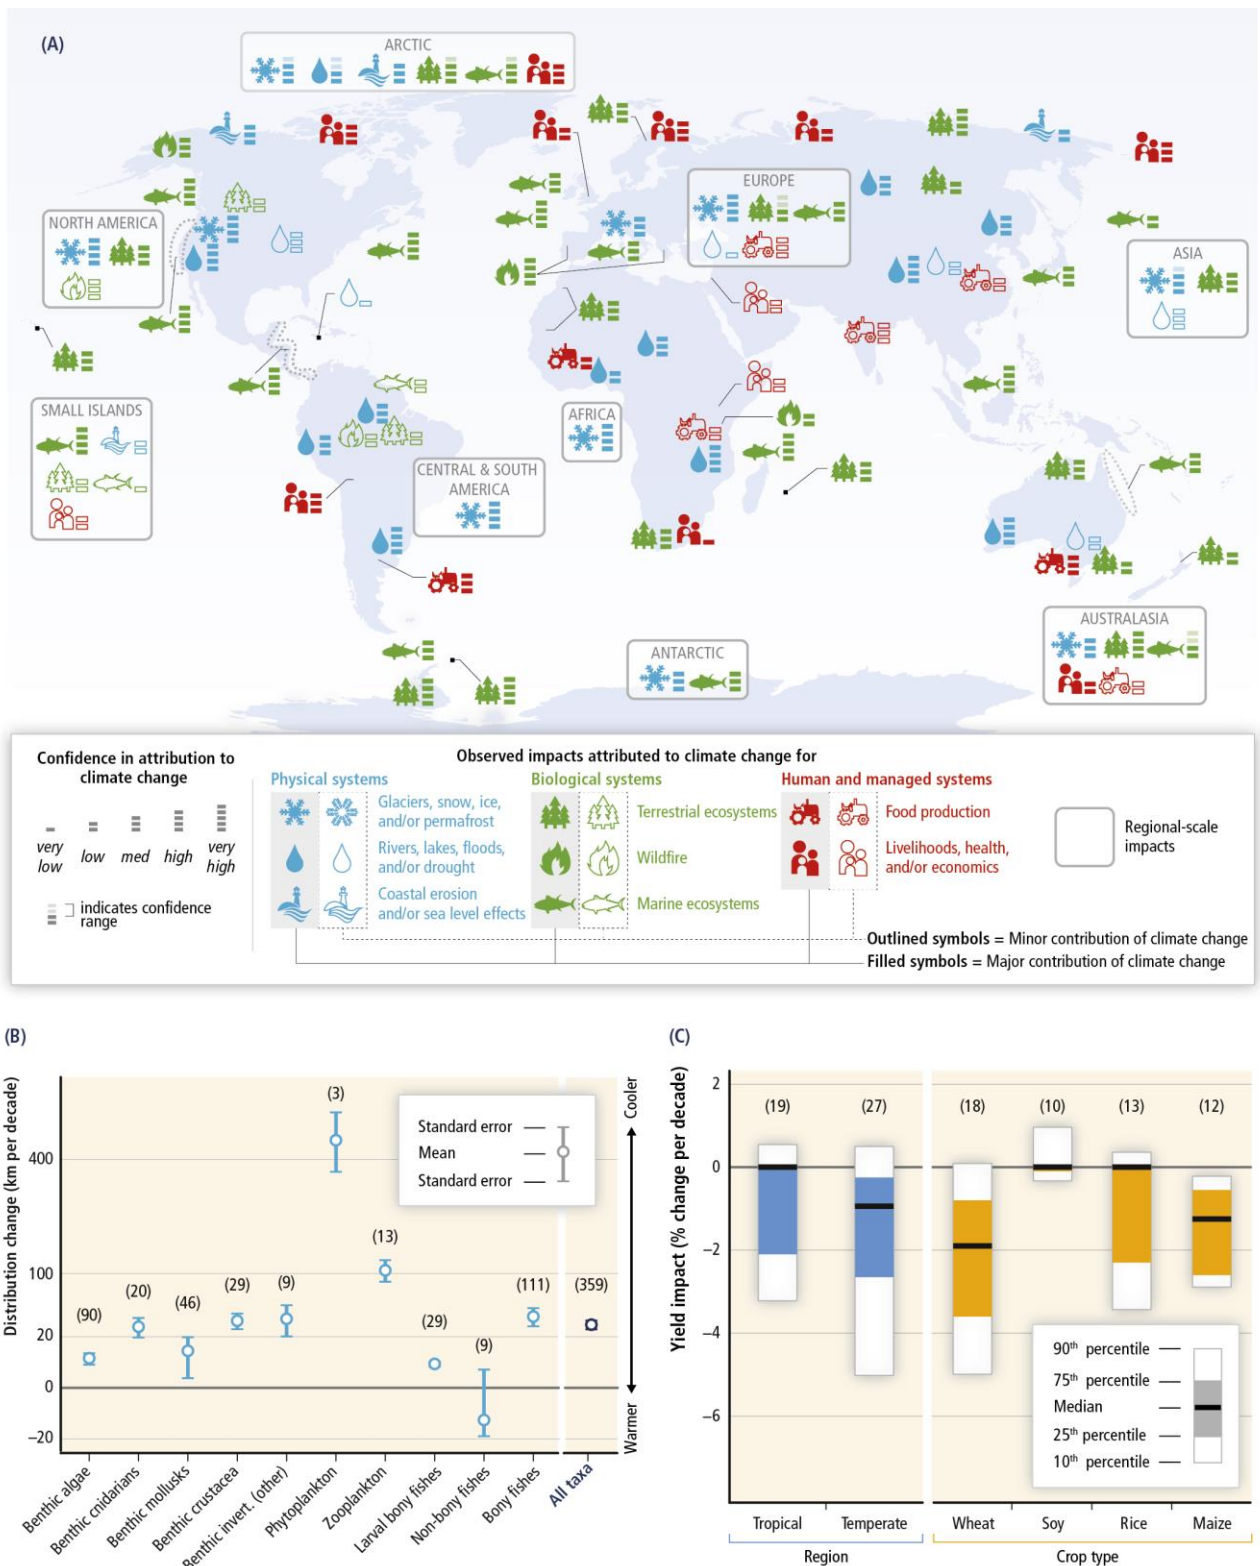 (A)
ARCTIC
EUROPE
NORTH AMERICA
ASIA
SMALL ISLANDS
AFRICA
CENTRAL & SOUTH
AMERICA
AUSTRALASIA
ANTARCTIC
Confidence in attribution to
climate change
very
low
low
med
high
very
high
indicates confidence
range
Observed impacts attributed to climate change for
Physical systems
Glaciers, snow, ice,
and/or permafrost
Rivers, lakes, floods,
and/or drought
Coastal erosion
and/or sea level effects
Biological systems
Terrestrial ecosystems
Wildfire
Marine ecosystems
Human and managed systems
Food production
Livelihoods, health,
and/or economics
Regional-scale
impacts
Outlined symbols = Minor contribution of climate change
Filled symbols = Major contribution of climate change
(B)
Distribution change (km per decade)
400
100
20
0
−20
(90)
(20)
(46)
(29)
(9)
(3)
(13)
(29)
(9)
(111)
(359)
Standard error
Mean
Standard error
Cooler
Warmer
Benthic algae
Benthic cnidarians
Benthic mollusks
Benthic crustacea
Benthic invert. (other)
Phytoplankton
Zooplankton
Larval bony fishes
Non-bony fishes
Bony fishes
All taxa
(C)
Yield impact (% change per decade)
2
0
−2
−4
−6
(19)
(27)
(18)
(10)
(13)
(12)
90th percentile
75th percentile
Median
25th percentile
10th percentile
Tropical
Temperate
Wheat
Soy
Rice
Maize
Region
Crop type